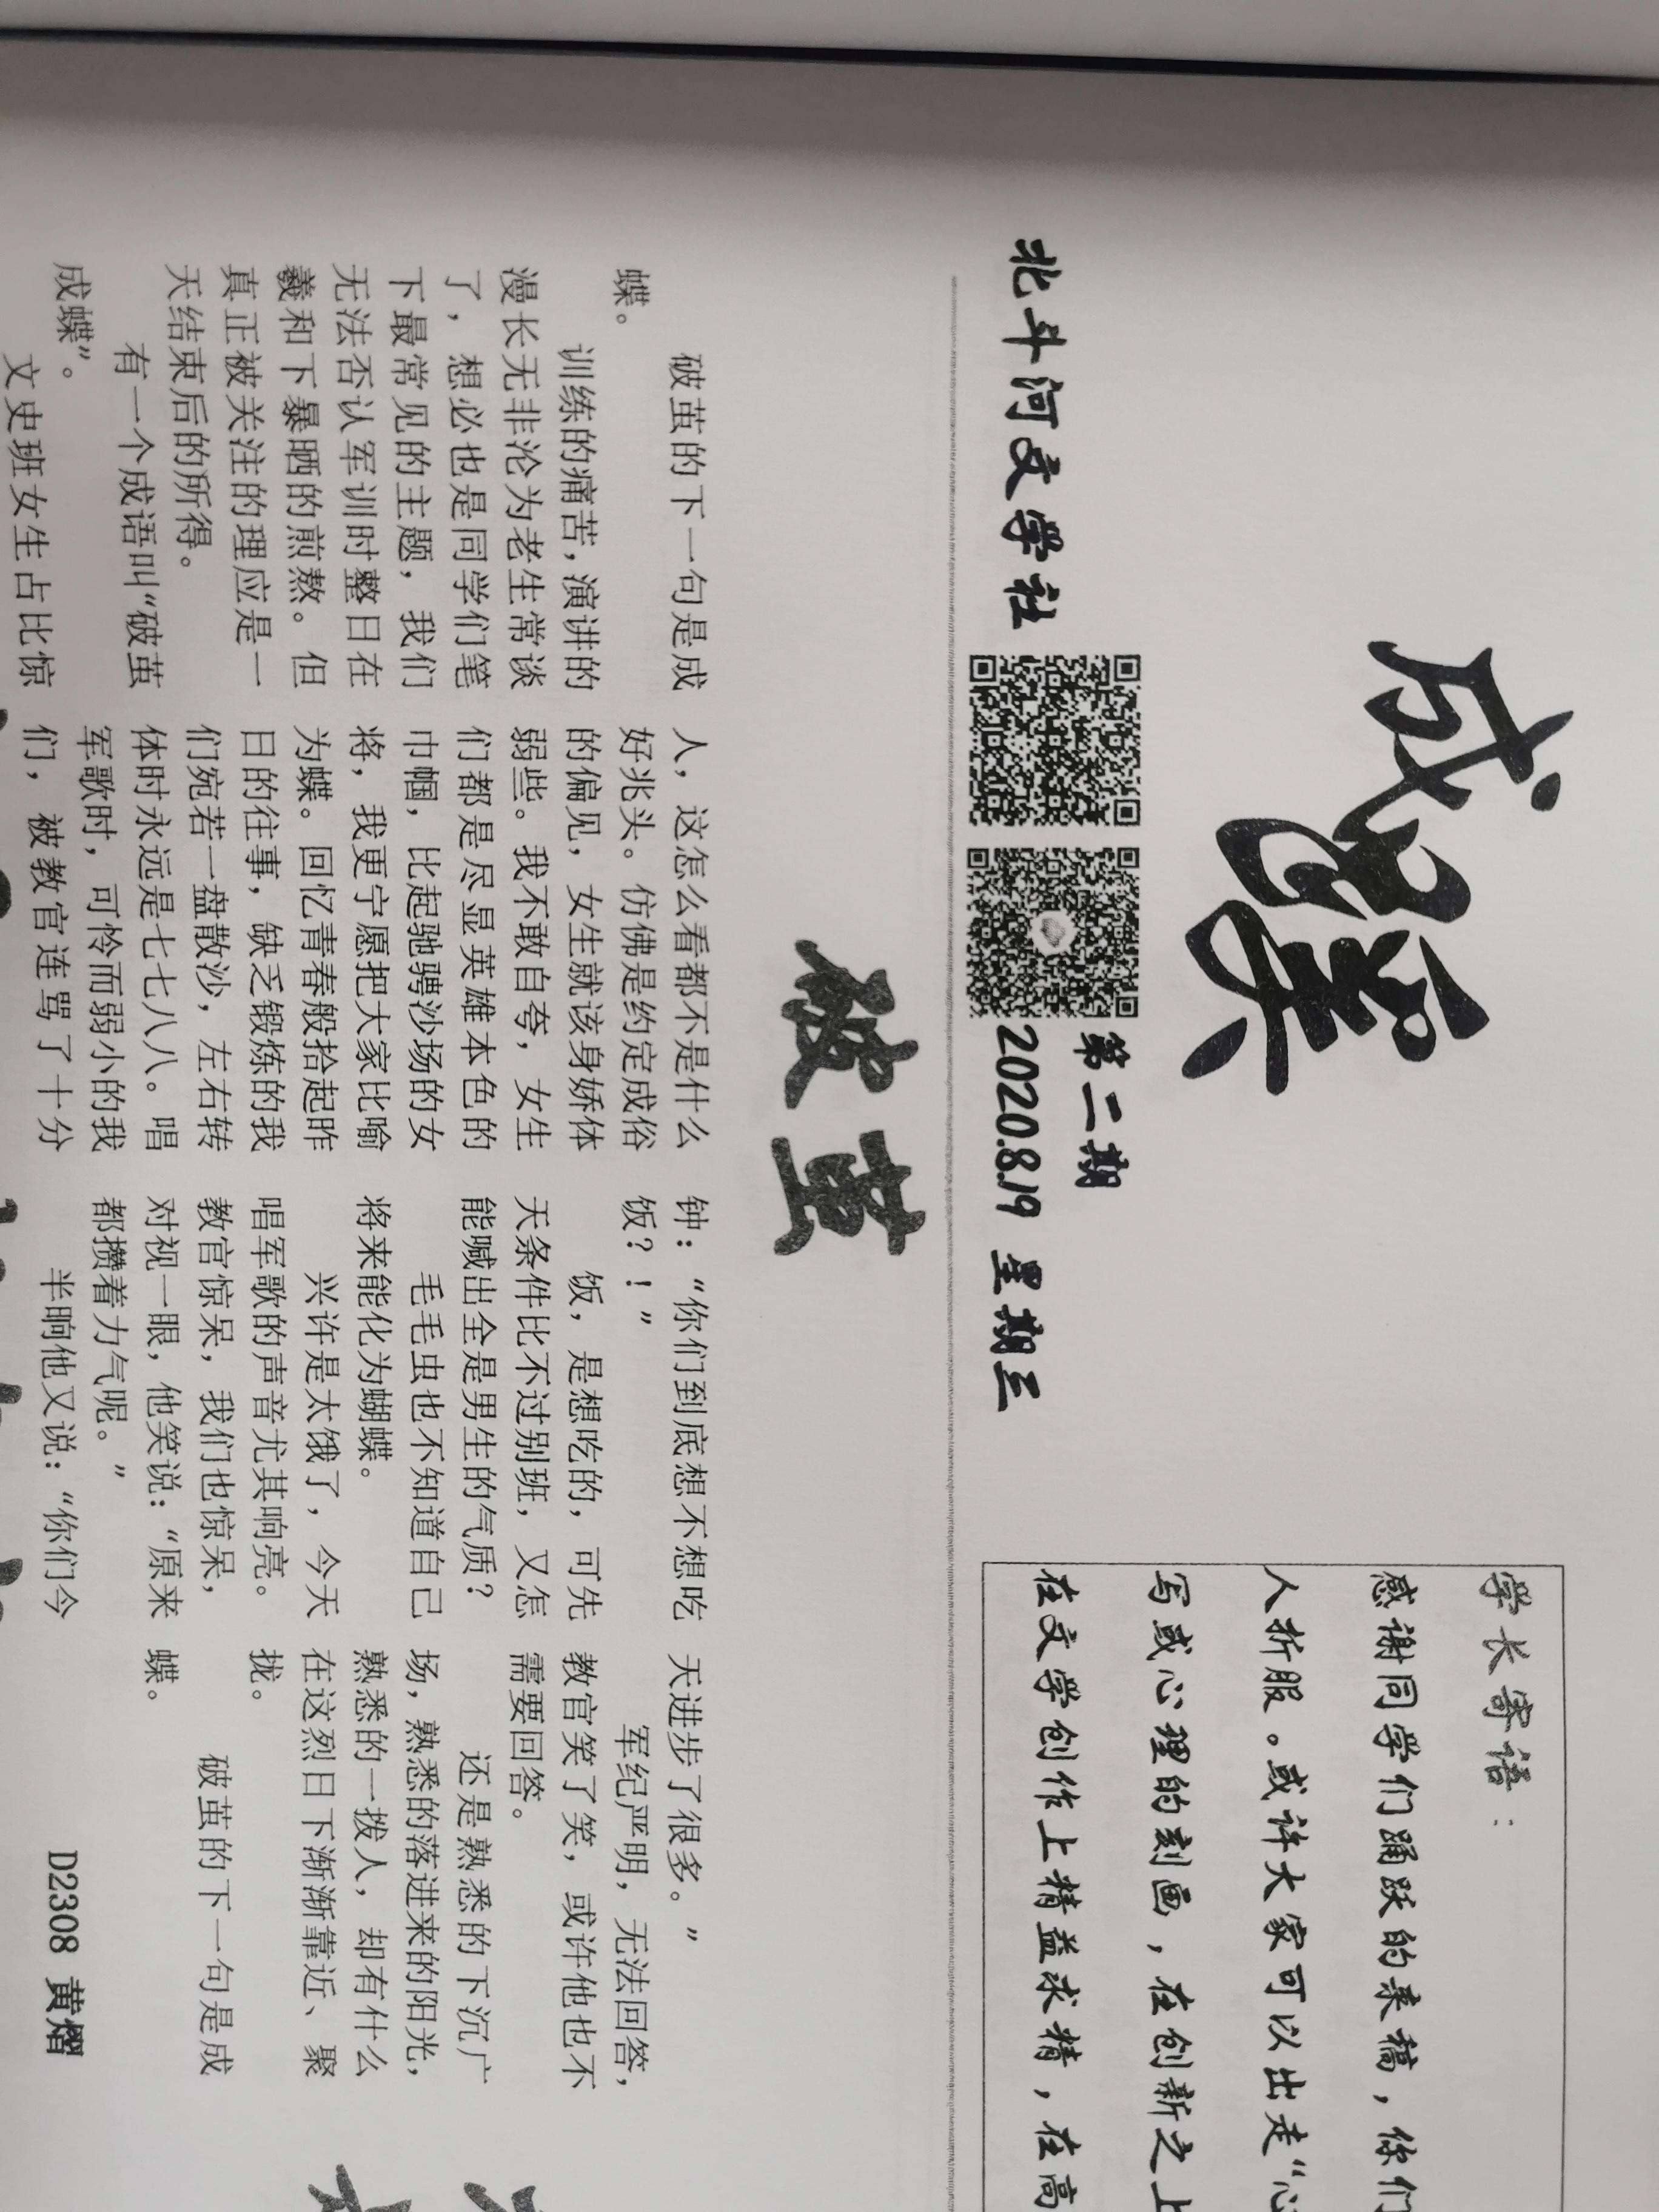 成蹊
学长寄语：
感谢同学们踊跃的来稿，你们
人折服。或许大家可以出走“心
写或心理的刻画，在创新之上
在文学创作上精益求精，在高
北斗河文学社
第二期
2020.8.19 星期三
破茧
破茧的下一句是成
蝶。
训练的痛苦，演讲的
漫长无非沦为老生常谈
了，想必也是同学们笔
下最常见的主题，我们
无法否认军训时整日在
羲和下暴晒的煎熬。但
真正被关注的理应是一
天结束后的所得。
有一个成语叫“破茧
成蝶”。
文史班女生占比惊
人，这怎么看都不是什么
好兆头。仿佛是约定成俗
的偏见，女生就该身娇体
弱些。我不敢自夸，女生
们都是尽显英雄本色的
巾帼，比起驰骋沙场的女
将，我更宁愿把大家比喻
为蝶。回忆青春般拾起昨
日的往事，缺乏锻炼的我
们宛若一盘散沙，左右转
体时永远是七七八八。唱
军歌时，可怜而弱小的我
们，被教官连骂了十分
钟：“你们到底想不想吃
饭？！”
饭，是想吃的，可先
天条件比不过别班，又怎
能喊出全是男生的气质？
毛毛虫也不知道自己
将来能化为蝴蝶。
兴许是太饿了，今天
唱军歌的声音尤其响亮。
教官惊呆，我们也惊呆，
对视一眼，他笑说：“原来
都攒着力气呢。”
半晌他又说：“你们今
天进步了很多。”
军纪严明，无法回答，
教官笑了笑，或许他也不
需要回答。
还是熟悉的下沉广
场，熟悉的落进来的阳光，
熟悉的一拨人，却有什么
在这烈日下渐渐靠近、聚
拢。
破茧的下一句是成
蝶。
D2308 黄熠